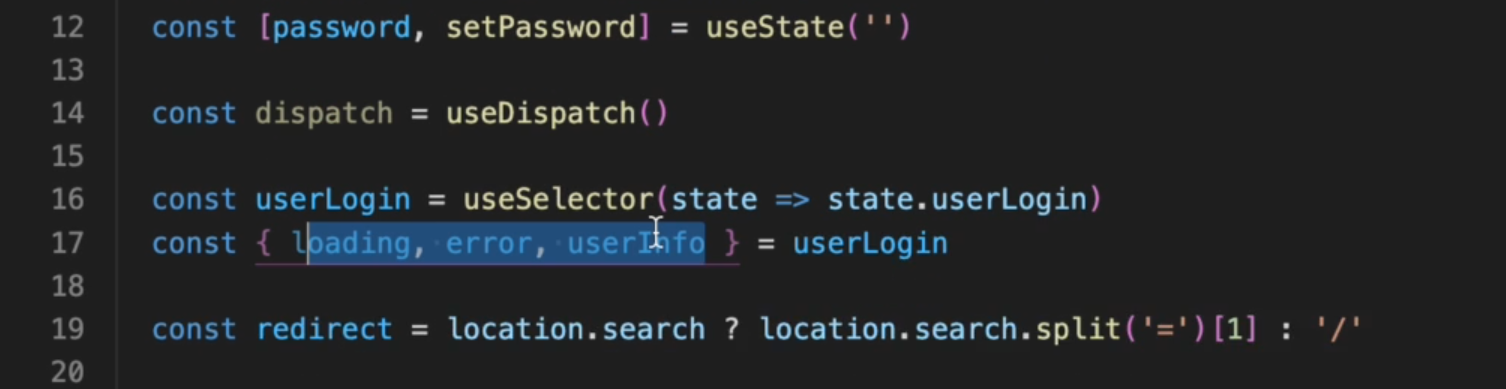 12 const [password, setPassword] = useState('')
13
14 const dispatch = useDispatch()
15
16 const userLogin = useSelector(state => state.userLogin)
17 const { loading, error, userInfo } = userLogin
18
19 const redirect = location.search ? location.search.split('=')[1] : '/'
20